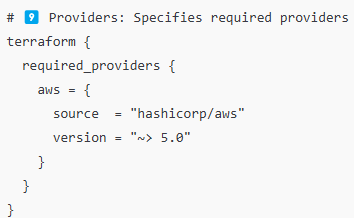 # 9️⃣ Providers: Specifies required providers
terraform {
  required_providers {
    aws = {
      source  = "hashicorp/aws"
      version = "~> 5.0"
    }
  }
}